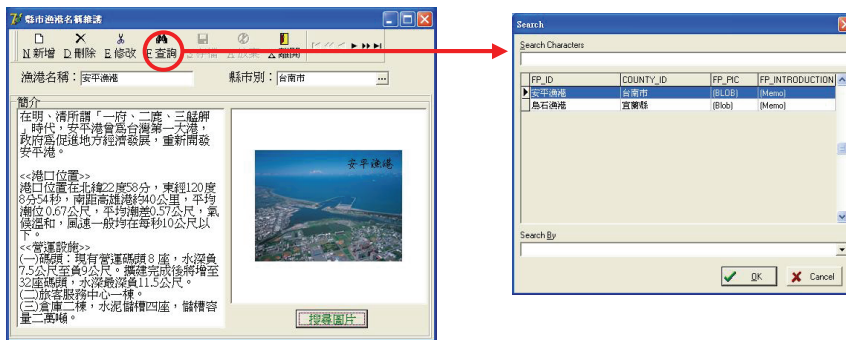 縣市漁港名稱維護
N新增 D刪除 E修改 F查詢 S存檔 A放棄 X離開
漁港名稱：安平漁港 縣市別：台南市 ...
簡介
在明、清所謂「一府、二鹿、三艋舺
」時代，安平港曾為台灣第一大港，
政府為促進地方經濟發展，重新開發
安平港。
<<港口位置>>
港口位置在北緯22度58分，東經120度
8分54秒，南距高雄港約40公里，平均
潮位0.67公尺，平均潮差0.57公尺，氣
候溫和，風速一般均在每秒10公尺以
下。
<<營運設施>>
(一)碼頭：現有營運碼頭8座，水深負
7.5公尺至負9公尺。擴建完成後將增至
32座碼頭，水深最深負11.5公尺。
(二)旅客服務中心一棟。
(三)倉庫二棟，水泥儲槽四座，儲槽容
量二萬噸。
安平漁港
搜尋圖片
Search
Search Characters
FP_ID COUNTY_ID FP_PIC FP_INTRODUCTION
安平漁港 台南市 (BLOB) (Memo)
烏石漁港 宜蘭縣 (Blob) (Memo)
Search By
OK Cancel